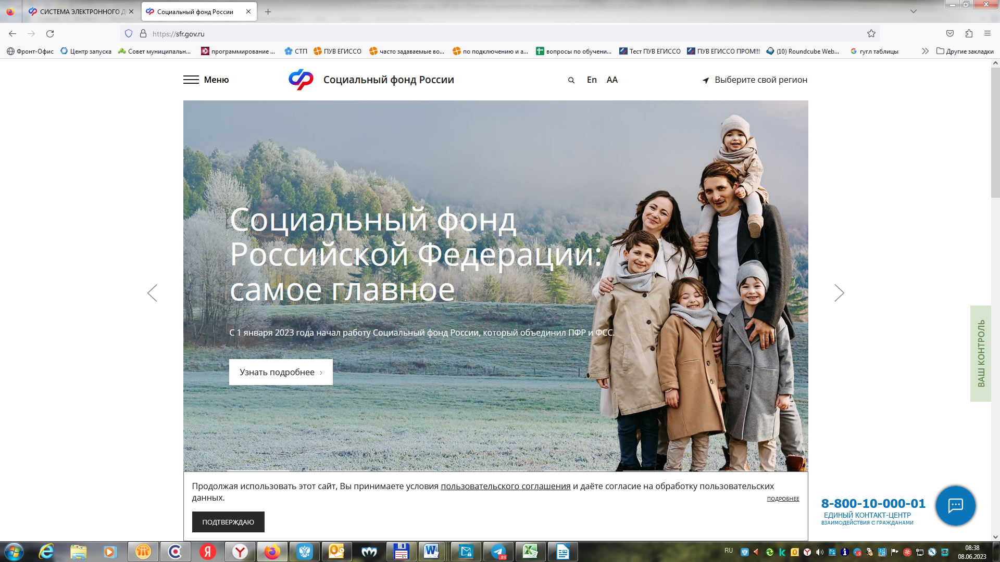 СИСТЕМА ЭЛЕКТРОННОГО
Социальный фонд России
https://sfr.gov.ru
Фронт-Офис
Центр запуска
Совет муниципальн...
программирование ...
СТП
ПУВ ЕГИССО
часто задаваемые во...
по подключению и а...
вопросы по обучени...
Тест ПУВ ЕГИССО
ПУВ ЕГИССО ПРОМ!!!
(10) Roundcube Web...
гугл таблицы
Другие закладки
Меню
Социальный фонд России
En
AA
Выберите свой регион
Социальный фонд
Российской Федерации:
самое главное
С 1 января 2023 года начал работу Социальный фонд России, который объединил ПФР и ФСС.
Узнать подробнее
ВАШ КОНТРОЛЬ
Продолжая использовать этот сайт, Вы принимаете условия пользовательского соглашения и даёте согласие на обработку пользовательских
данных.
ПОДРОБНЕЕ
ПОДТВЕРЖДАЮ
8-800-10-000-01
ЕДИНЫЙ КОНТАКТ-ЦЕНТР
ВЗАИМОДЕЙСТВИЯ С ГРАЖДАНАМИ
RU
08:38
08.06.2023